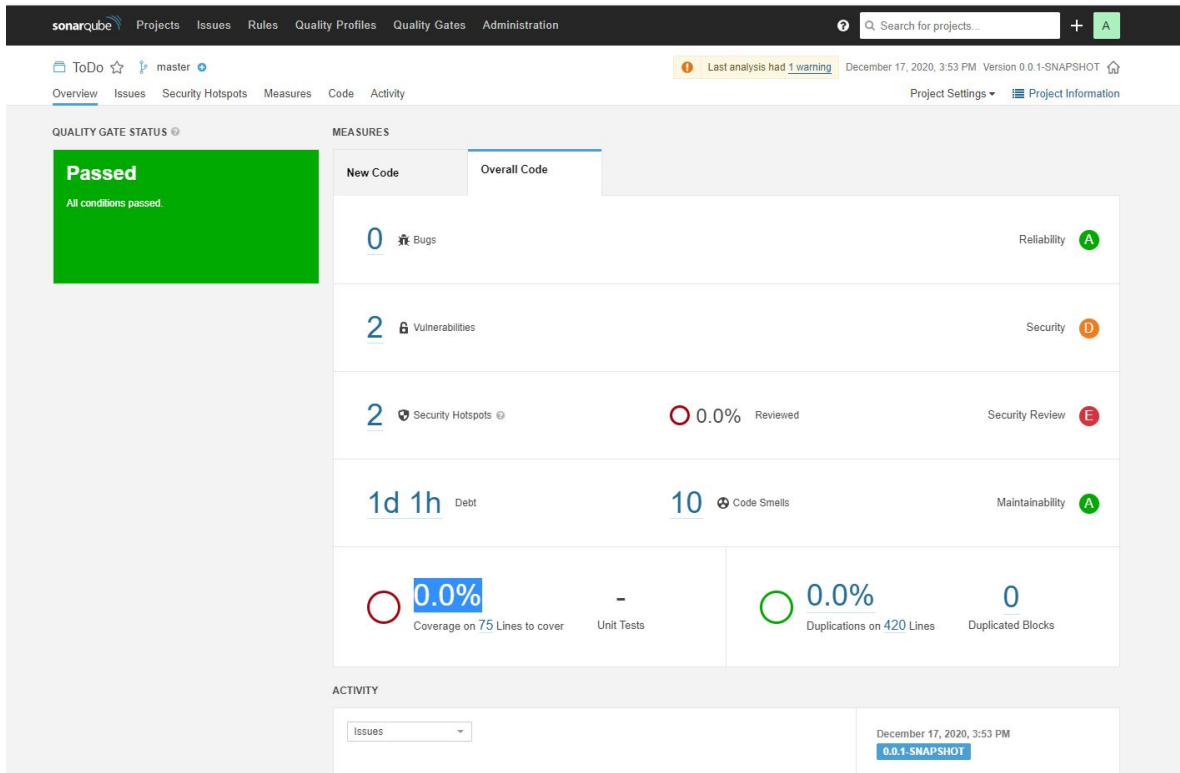 sonarqube Projects Issues Rules Quality Profiles Quality Gates Administration ? Search for projects... + A
ToDo master Last analysis had 1 warning December 17, 2020, 3:53 PM Version 0.0.1-SNAPSHOT
Overview Issues Security Hotspots Measures Code Activity Project Settings Project Information
QUALITY GATE STATUS ? MEASURES
Passed
All conditions passed.
New Code Overall Code
0 Bugs Reliability A
2 Vulnerabilities Security D
2 Security Hotspots ? 0.0% Reviewed Security Review E
1d 1h Debt 10 Code Smells Maintainability A
0.0% - 0.0% 0
Coverage on 75 Lines to cover Unit Tests Duplications on 420 Lines Duplicated Blocks
ACTIVITY
Issues
December 17, 2020, 3:53 PM
0.0.1-SNAPSHOT